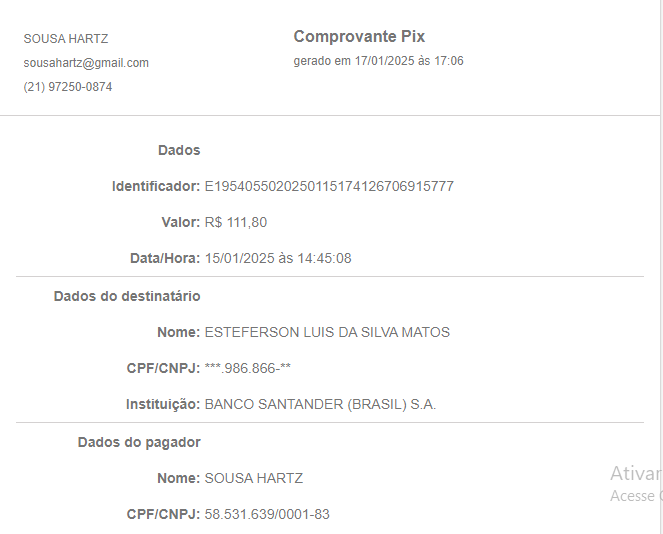 SOUSA HARTZ
sousahartz@gmail.com
(21) 97250-0874
Comprovante Pix
gerado em 17/01/2025 às 17:06
Dados
Identificador: E1954055020250115174126706915777
Valor: R$ 111,80
Data/Hora: 15/01/2025 às 14:45:08
Dados do destinatário
Nome: ESTEFERSON LUIS DA SILVA MATOS
CPF/CNPJ: ***.986.866-**
Instituição: BANCO SANTANDER (BRASIL) S.A.
Dados do pagador
Nome: SOUSA HARTZ
CPF/CNPJ: 58.531.639/0001-83
Ativar
Acesse